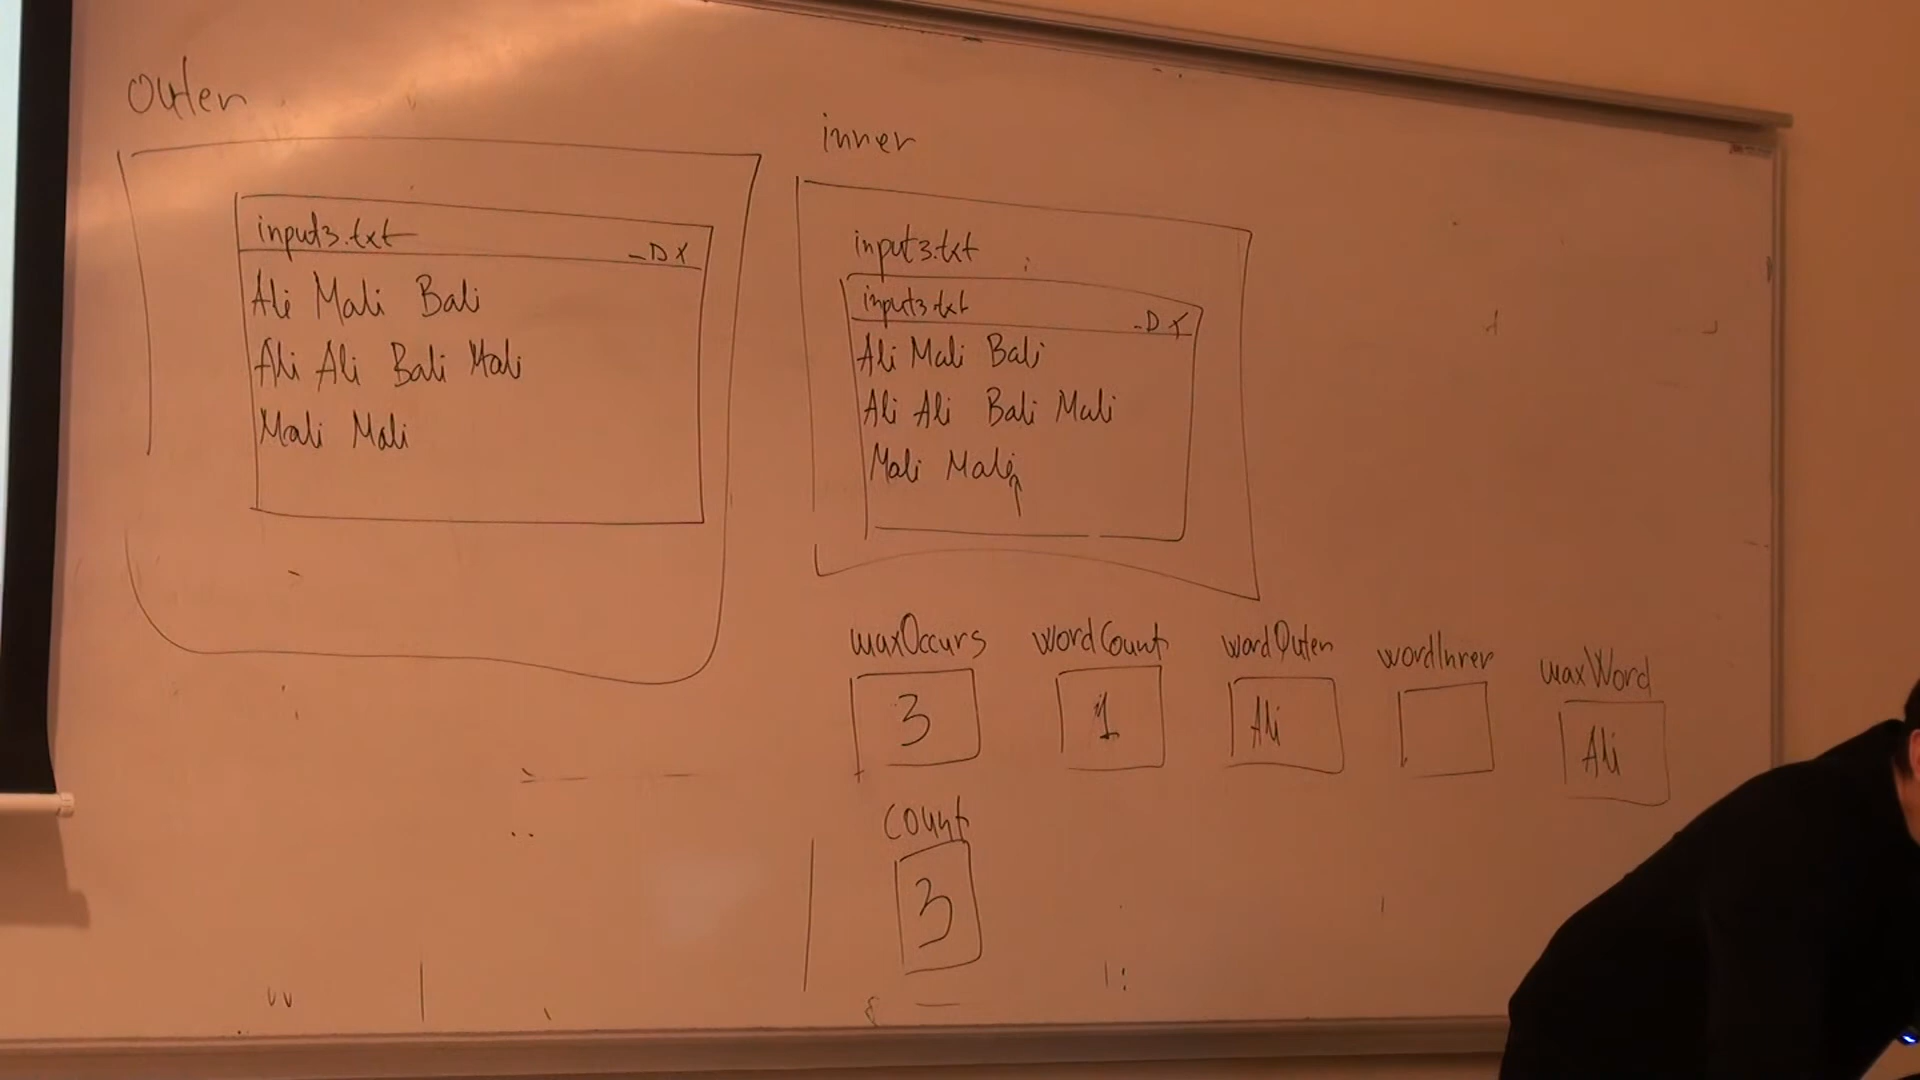 outer
input3.txt
_ D X
Ali Mali Bali
Ali Ali Bali Mali
Mali Mali
inner
input3.txt
input3.txt
_ D X
Ali Mali Bali
Ali Ali Bali Mali
Mali Mali
maxOccurs wordCount wordOuter wordInner maxWord
3 1 Ali Ali
count
3